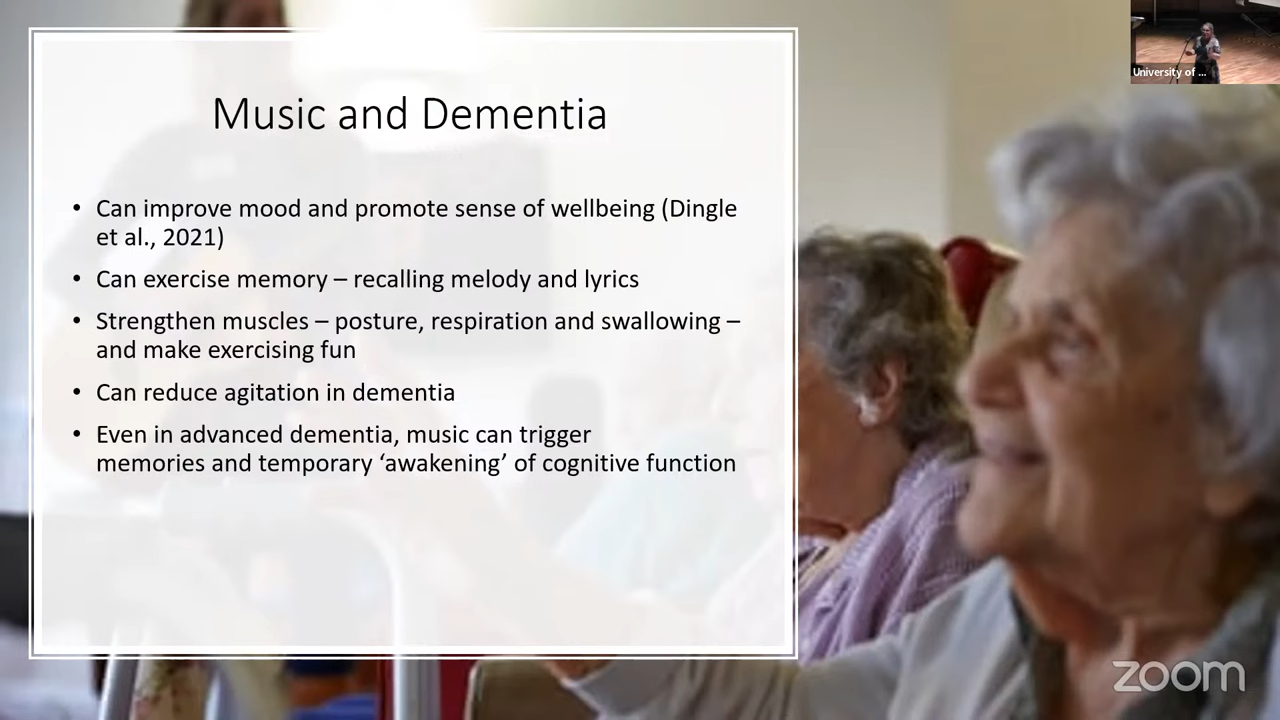 University of ...
Music and Dementia
• Can improve mood and promote sense of wellbeing (Dingle
et al., 2021)
• Can exercise memory – recalling melody and lyrics
• Strengthen muscles – posture, respiration and swallowing –
and make exercising fun
• Can reduce agitation in dementia
• Even in advanced dementia, music can trigger
memories and temporary ‘awakening’ of cognitive function
zoom